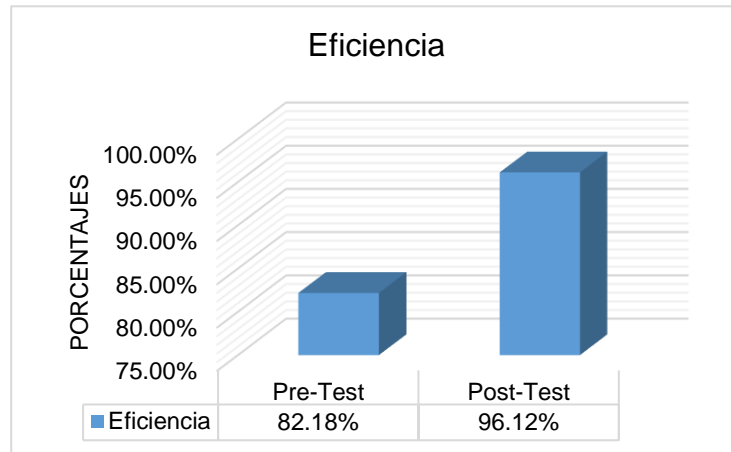 Eficiencia
PORCENTAJES
100.00%
95.00%
90.00%
85.00%
80.00%
75.00%
Pre-Test Post-Test
Eficiencia 82.18% 96.12%